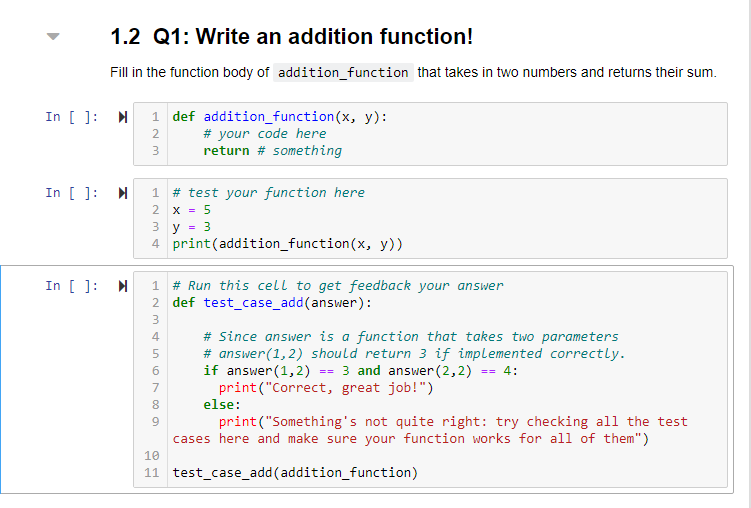 1.2 Q1: Write an addition function!
Fill in the function body of addition_function that takes in two numbers and returns their sum.
In [ ]:
1 def addition_function(x, y):
2     # your code here
3     return # something
In [ ]:
1 # test your function here
2 x = 5
3 y = 3
4 print(addition_function(x, y))
In [ ]:
1 # Run this cell to get feedback your answer
2 def test_case_add(answer):
3
4     # Since answer is a function that takes two parameters
5     # answer(1,2) should return 3 if implemented correctly.
6     if answer(1,2) == 3 and answer(2,2) == 4:
7       print("Correct, great job!")
8     else:
9       print("Something's not quite right: try checking all the test
cases here and make sure your function works for all of them")
10
11 test_case_add(addition_function)